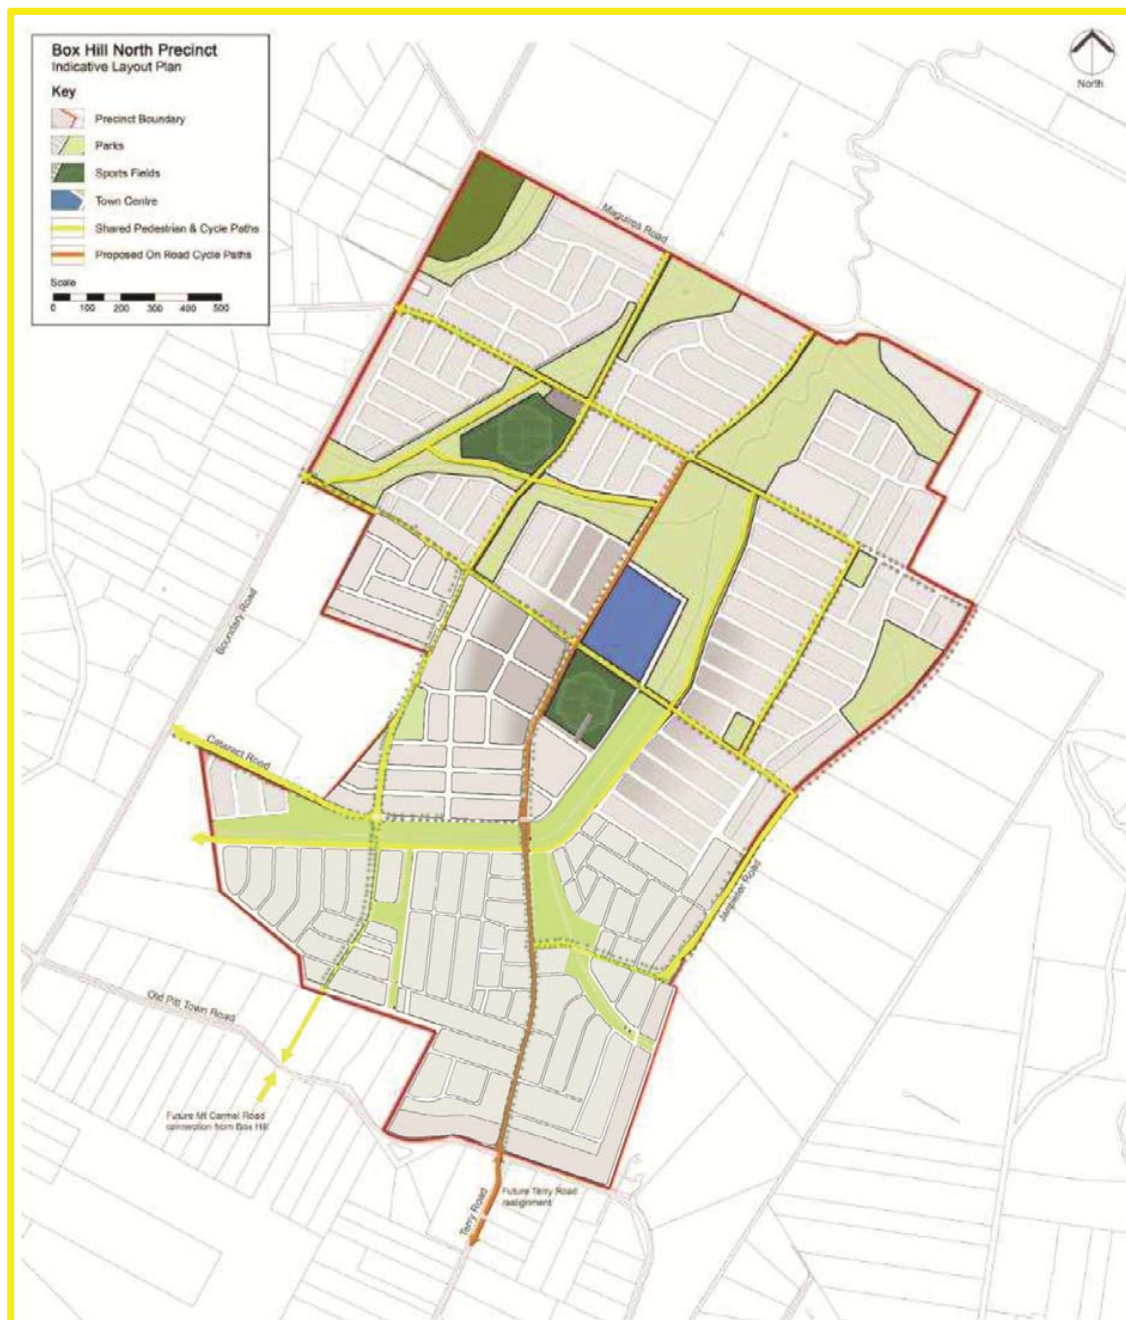 Box Hill North Precinct
Indicative Layout Plan
Key
Precinct Boundary
Parks
Sports Fields
Town Centre
Shared Pedestrian & Cycle Paths
Proposed On Road Cycle Paths
Scale
0 100 200 300 400 500
North
Maguires Road
Boundary Road
Cataract Road
Janpieter Road
Old Pitt Town Road
Future Mt Carmel Road
connection from Box Hill
Future Terry Road
realignment
Terry Road